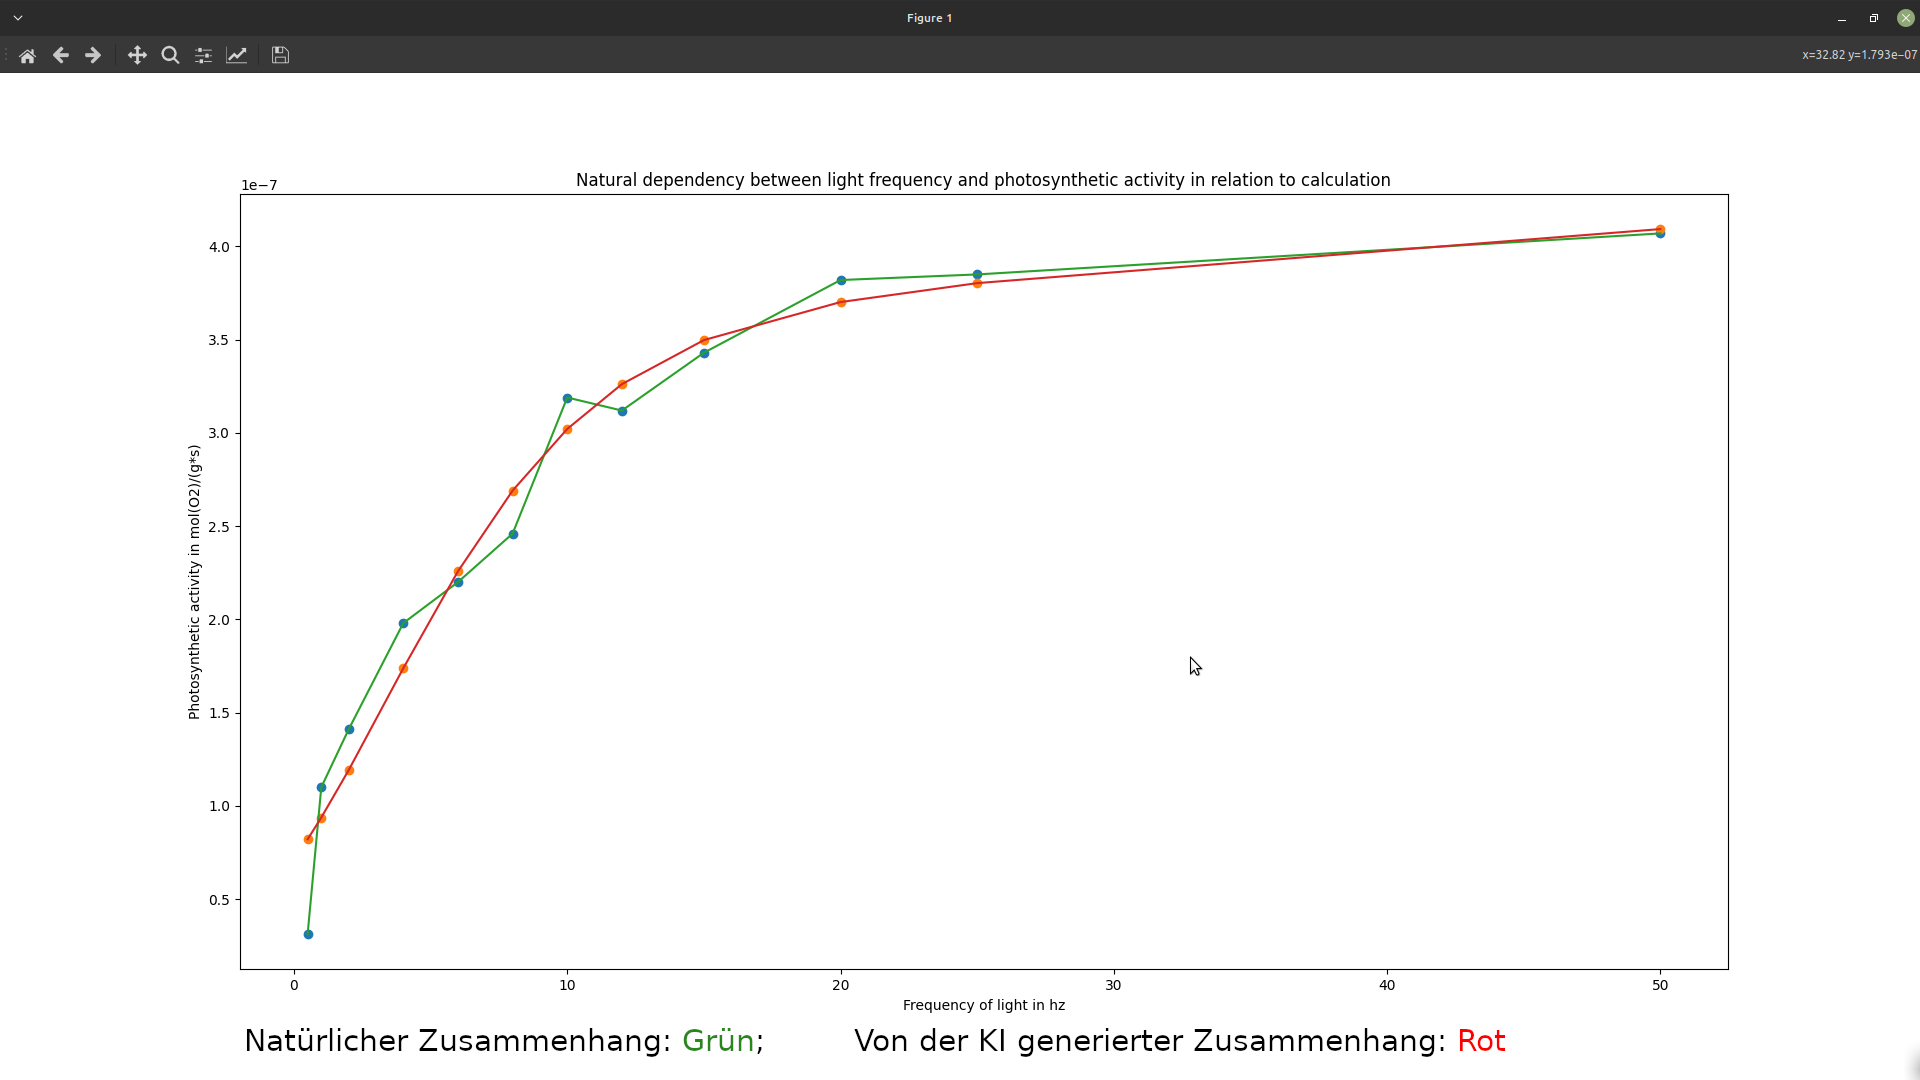 Figure 1
x=32.82 y=1.793e−07
Natural dependency between light frequency and photosynthetic activity in relation to calculation
1e−7
4.0
3.5
3.0
2.5
2.0
1.5
1.0
0.5
Photosynthetic activity in mol(O2)/(g*s)
0 10 20 30 40 50
Frequency of light in hz
Natürlicher Zusammenhang: Grün; Von der KI generierter Zusammenhang: Rot